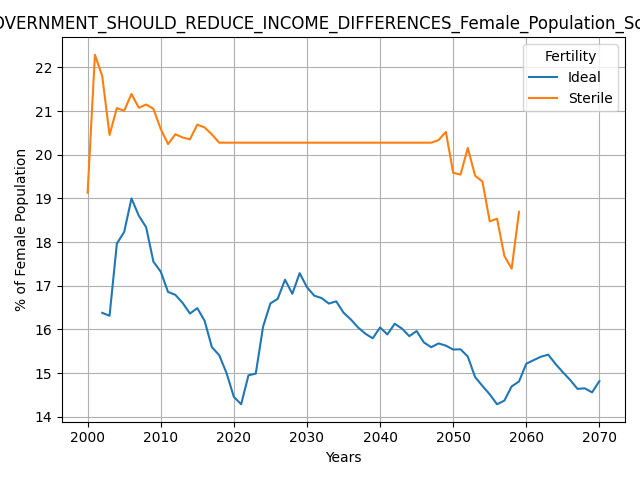 OVERNMENT_SHOULD_REDUCE_INCOME_DIFFERENCES_Female_Population_Sc
Fertility
Ideal
Sterile
22
21
20
19
18
17
16
15
14
% of Female Population
2000 2010 2020 2030 2040 2050 2060 2070
Years